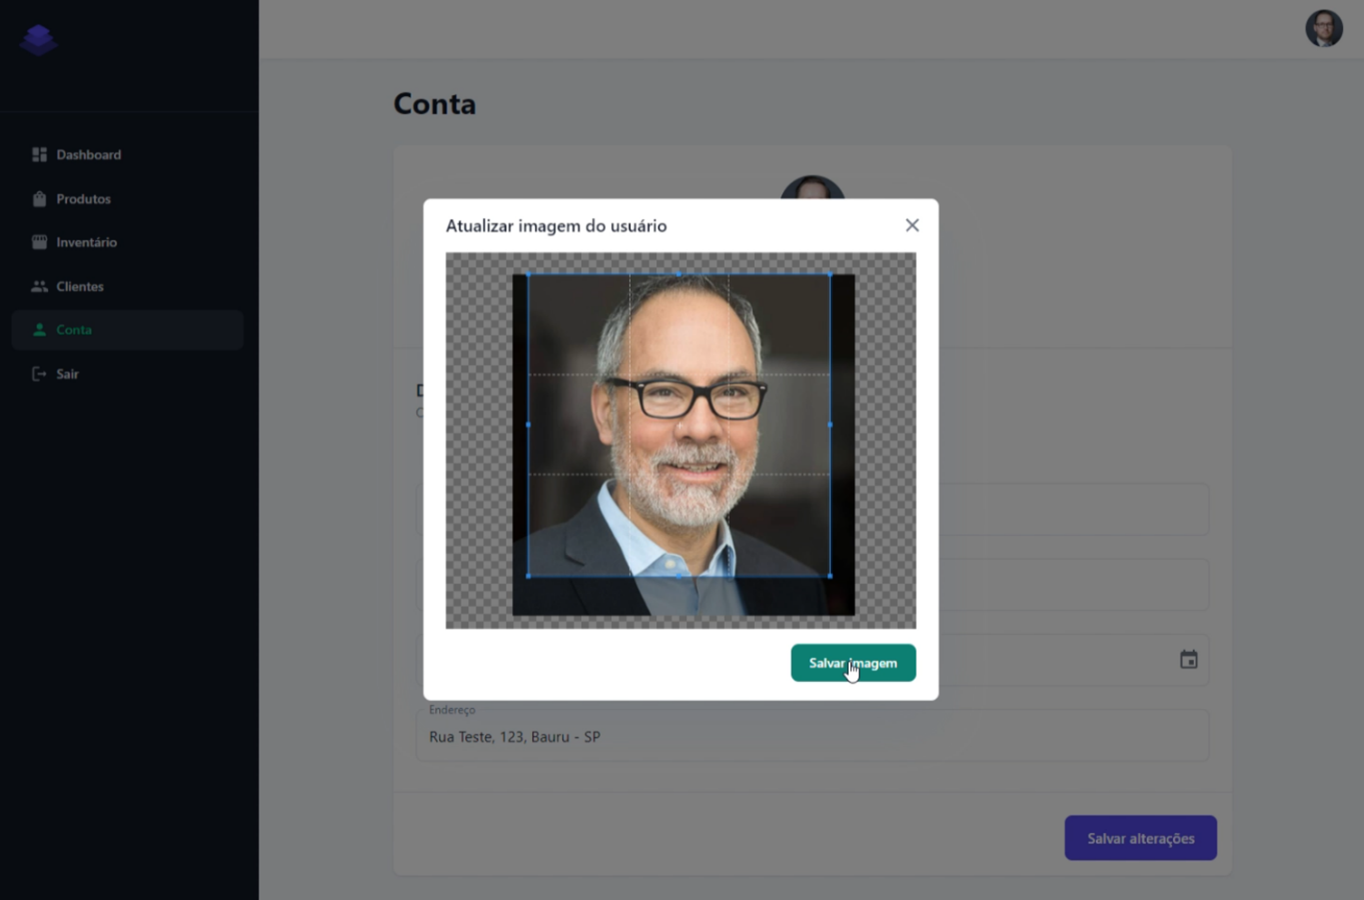 Dashboard
Produtos
Inventário
Clientes
Conta
Sair
Conta
Atualizar imagem do usuário
Salvar imagem
Endereço
Rua Teste, 123, Bauru - SP
Salvar alterações